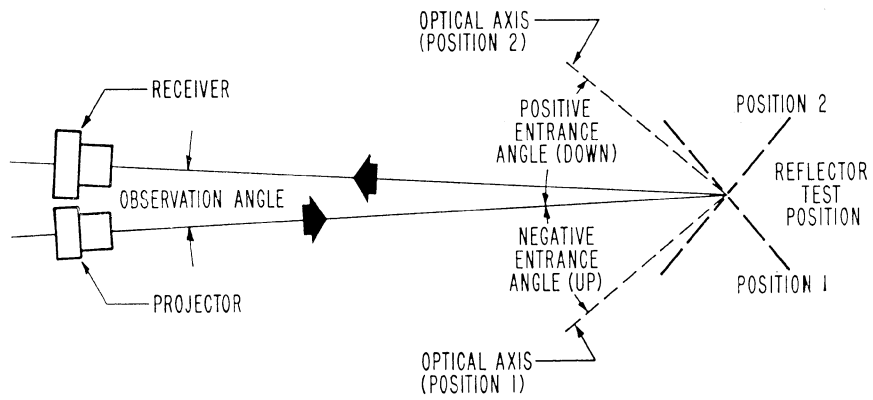 OPTICAL AXIS
(POSITION 2)
RECEIVER
POSITIVE
ENTRANCE
ANGLE (DOWN)
POSITION 2
OBSERVATION ANGLE
REFLECTOR
TEST
POSITION
NEGATIVE
ENTRANCE
ANGLE (UP)
PROJECTOR
POSITION 1
OPTICAL AXIS
(POSITION 1)